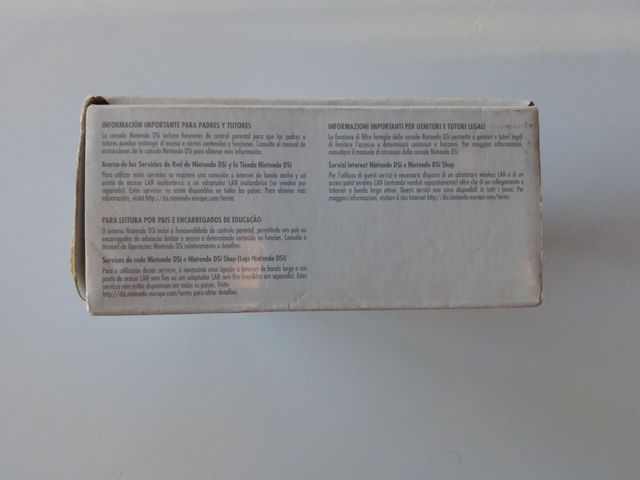 INFORMACIÓN IMPORTANTE PARA PADRES Y TUTORES
La consola Nintendo DSi incluye funciones de control parental para que los padres o
tutores puedan restringir el acceso a ciertos contenidos y funciones. Consulta el manual de
instrucciones de la consola Nintendo DSi para obtener más información.
Acerca de los Servicios de Red de Nintendo DSi y la Tienda Nintendo DSi
Para utilizar estos servicios se requiere una conexión a internet de banda ancha y un
punto de acceso LAN inalámbrico o un adaptador LAN inalámbrico (se venden por
separado). Estos servicios no están disponibles en todos los países. Para obtener más
información, visita http://dsi.nintendo-europe.com/terms
PARA LEITURA POR PAIS E ENCARREGADOS DE EDUCAÇÃO
O sistema Nintendo DSi inclui a funcionalidade de controlo parental, permitindo aos pais ou
encarregados de educação limitar o acesso a determinado conteúdo ou funções. Consulte o
Manual de Operações Nintendo DSi relativamente a detalhes.
Servicos de rede Nintendo DSi e Nintendo DSi Shop (Loja Nintendo DSi)
Para a utilização destes serviços, é necessária uma ligação à Internet de banda larga e um
ponto de acesso LAN sem fios ou um adaptador LAN sem fios (vendidos em separado). Estes
serviços não estão disponíveis em todos os países. Visite
http://dsi.nintendo-europe.com/terms para obter detalhes.
INFORMAZIONI IMPORTANTI PER GENITORI E TUTORI LEGALI
La funzione di filtro famiglia della console Nintendo DSi permette a genitori e tutori legali
di limitare l'accesso a determinati contenuti e funzioni. Per maggiori informazioni,
consultare il manuale di istruzioni della console Nintendo DSi.
Servizi Internet Nintendo DSi e Nintendo DSi Shop
Per l'utilizzo di questi servizi è necessario disporre di un adattatore wireless LAN o di un
access point wireless LAN (entrambi venduti separatamente) oltre che di un collegamento a
Internet a banda larga attivo. Questi servizi non sono disponibili in tutti i paesi. Per
maggiori informazioni, visitare il sito Internet http://dsi.nintendo-europe.com/terms